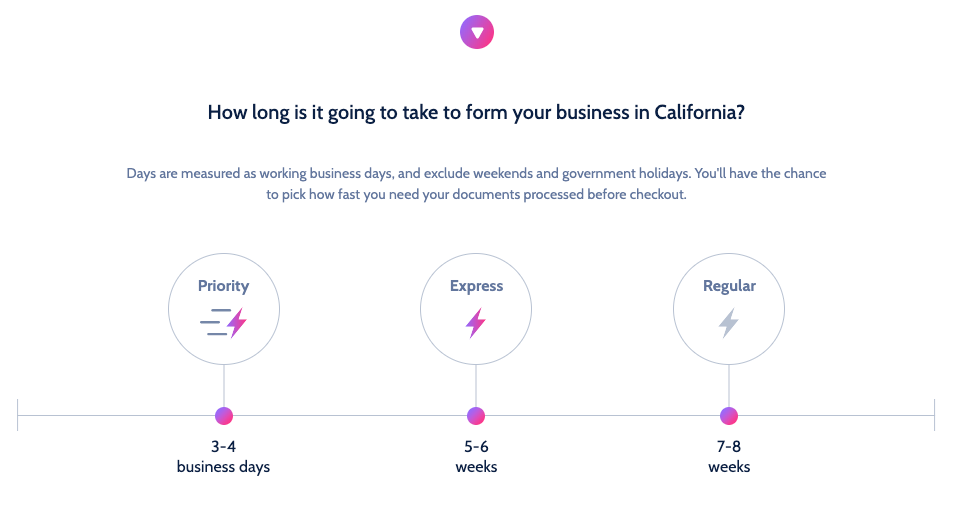 How long is it going to take to form your business in California?
Days are measured as working business days, and exclude weekends and government holidays. You'll have the chance
to pick how fast you need your documents processed before checkout.
Priority
Express
Regular
3-4
business days
5-6
weeks
7-8
weeks